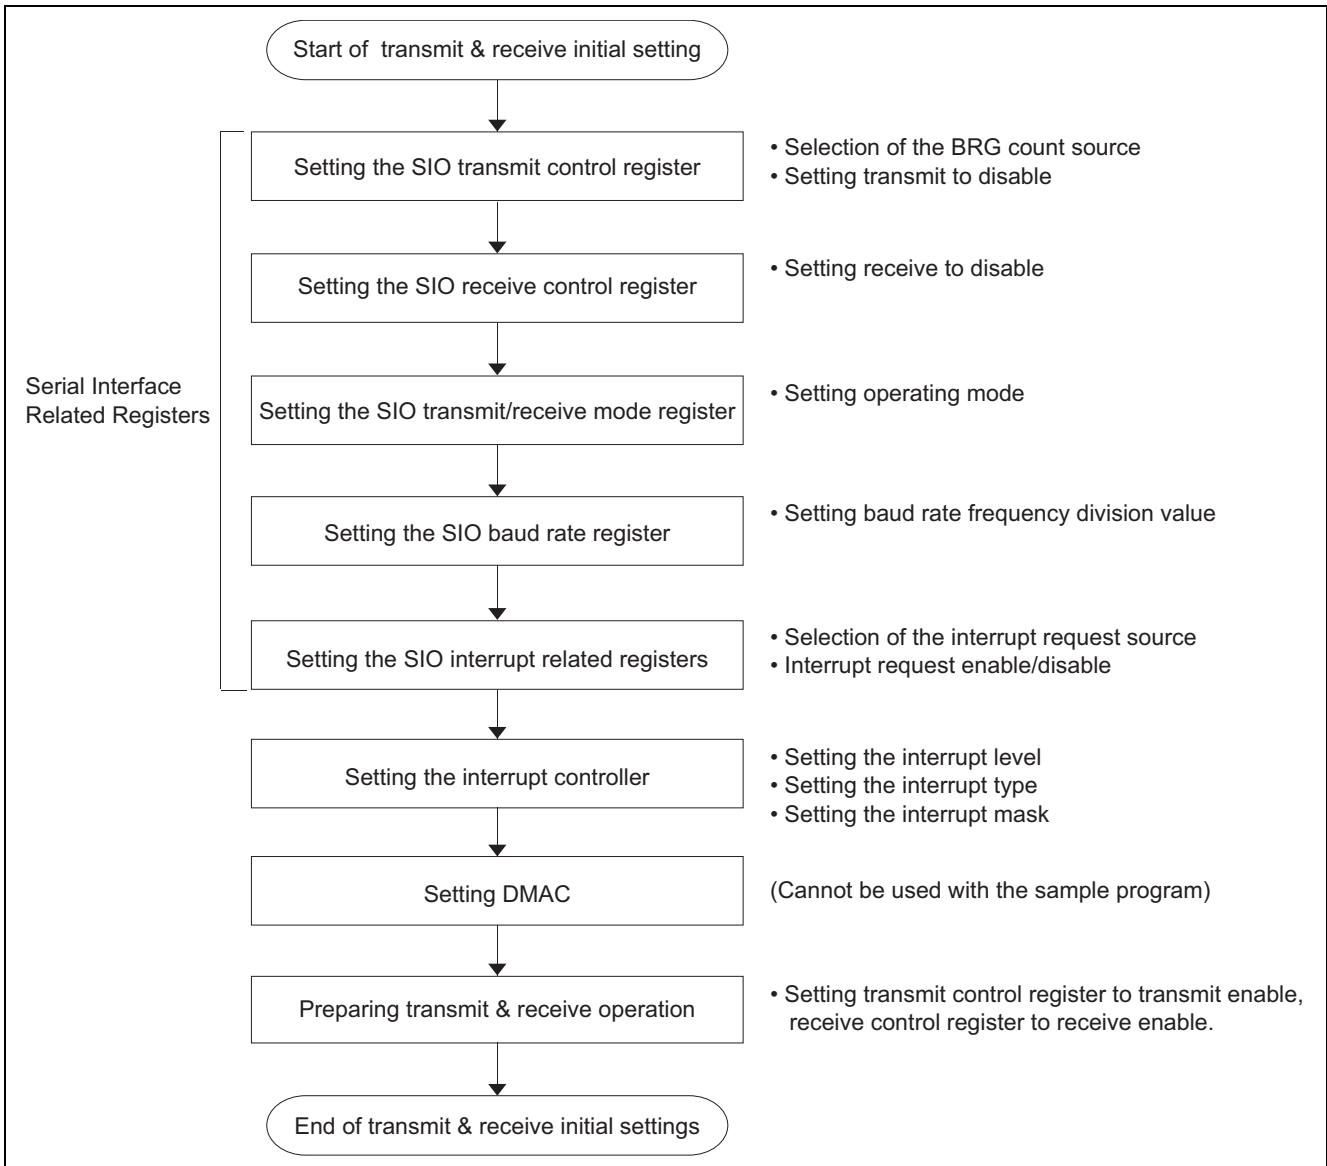 Start of transmit & receive initial setting
Setting the SIO transmit control register
• Selection of the BRG count source
• Setting transmit to disable
Setting the SIO receive control register
• Setting receive to disable
Serial Interface
Related Registers
Setting the SIO transmit/receive mode register
• Setting operating mode
Setting the SIO baud rate register
• Setting baud rate frequency division value
Setting the SIO interrupt related registers
• Selection of the interrupt request source
• Interrupt request enable/disable
Setting the interrupt controller
• Setting the interrupt level
• Setting the interrupt type
• Setting the interrupt mask
Setting DMAC
(Cannot be used with the sample program)
Preparing transmit & receive operation
• Setting transmit control register to transmit enable,
receive control register to receive enable.
End of transmit & receive initial settings